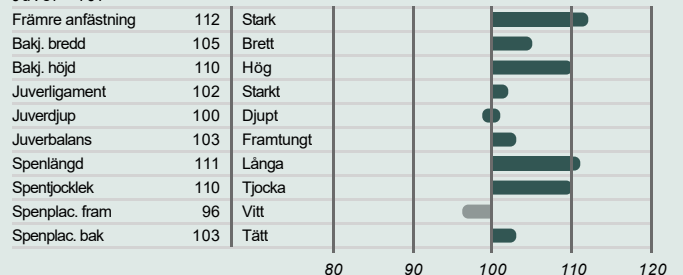 Främre anfästning 112 Stark
Bakj. bredd 105 Brett
Bakj. höjd 110 Hög
Juverligament 102 Starkt
Juverdjup 100 Djupt
Juverbalans 103 Framtungt
Spenlängd 111 Långa
Spentjocklek 110 Tjocka
Spenplac. fram 96 Vitt
Spenplac. bak 103 Tätt
80 90 100 110 120